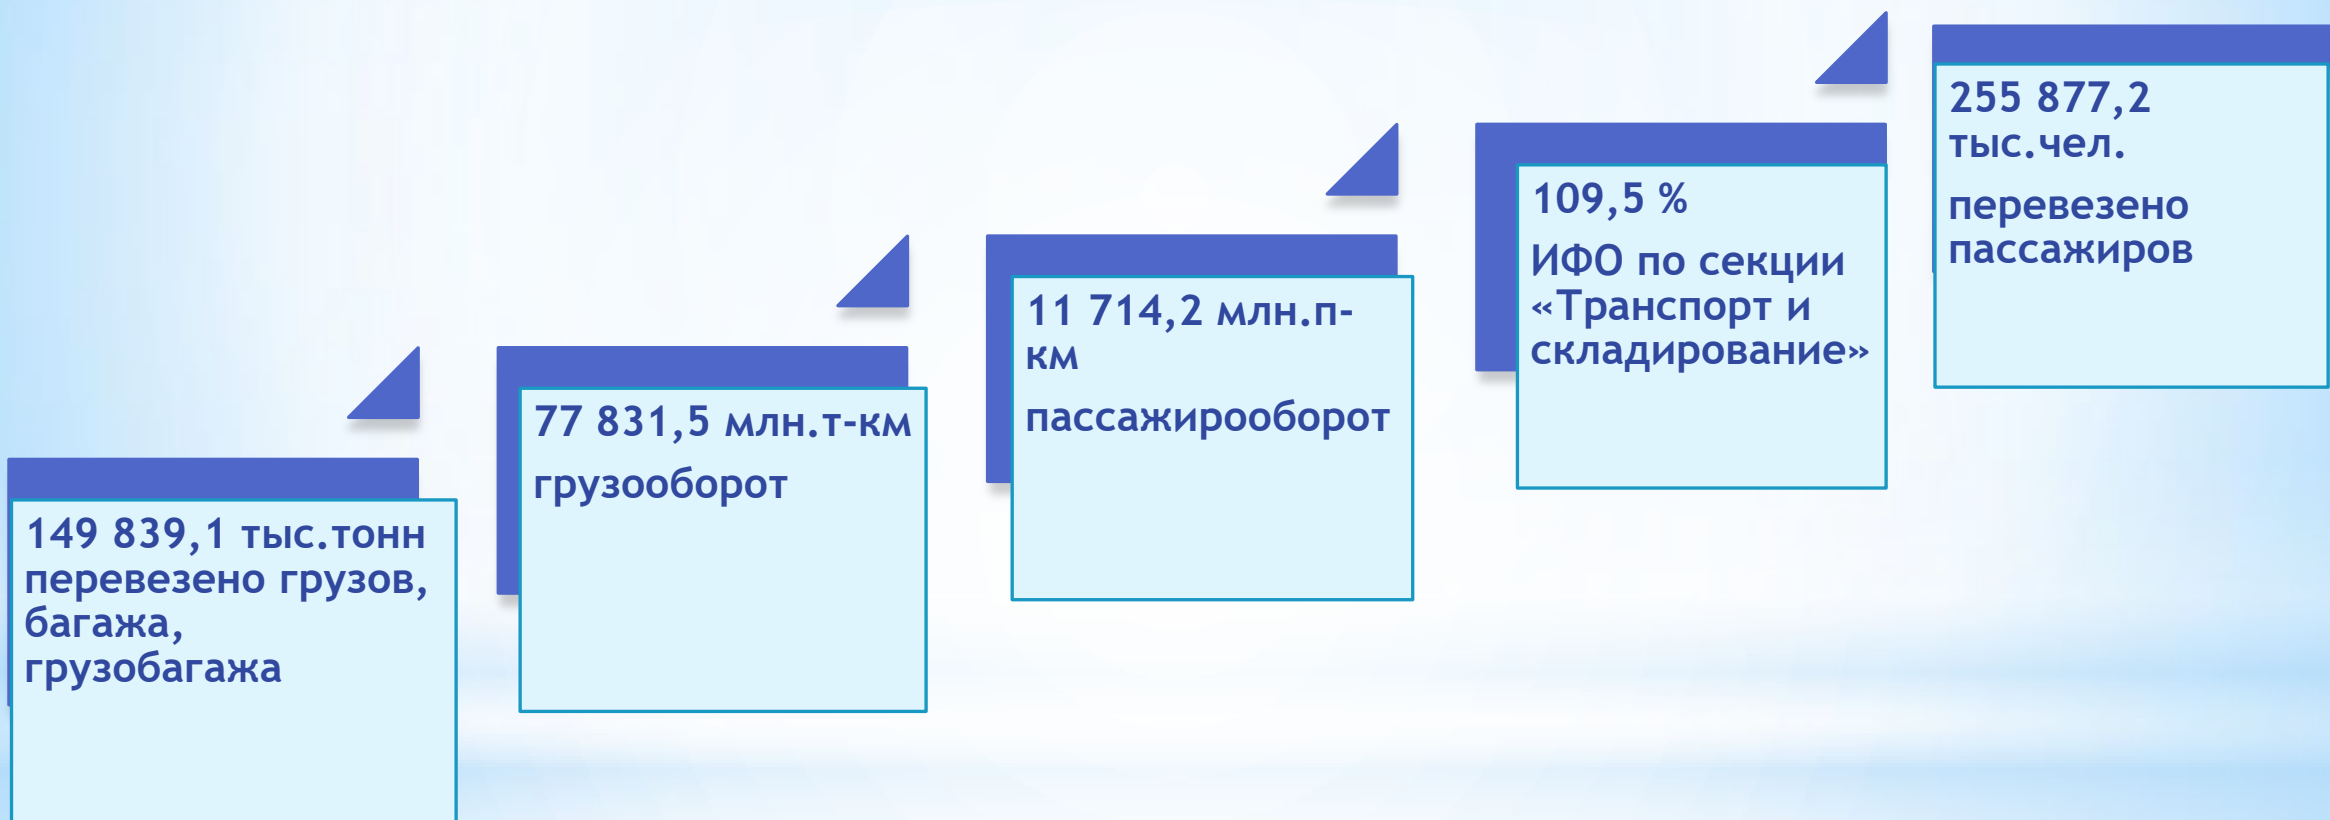 149 839,1 тыс.тонн
перевезено грузов,
багажа,
грузобагажа
77 831,5 млн.т-км
грузооборот
11 714,2 млн.п-
км
пассажирооборот
109,5 %
ИФО по секции
«Транспорт и
складирование»
255 877,2
тыс.чел.
перевезено
пассажиров